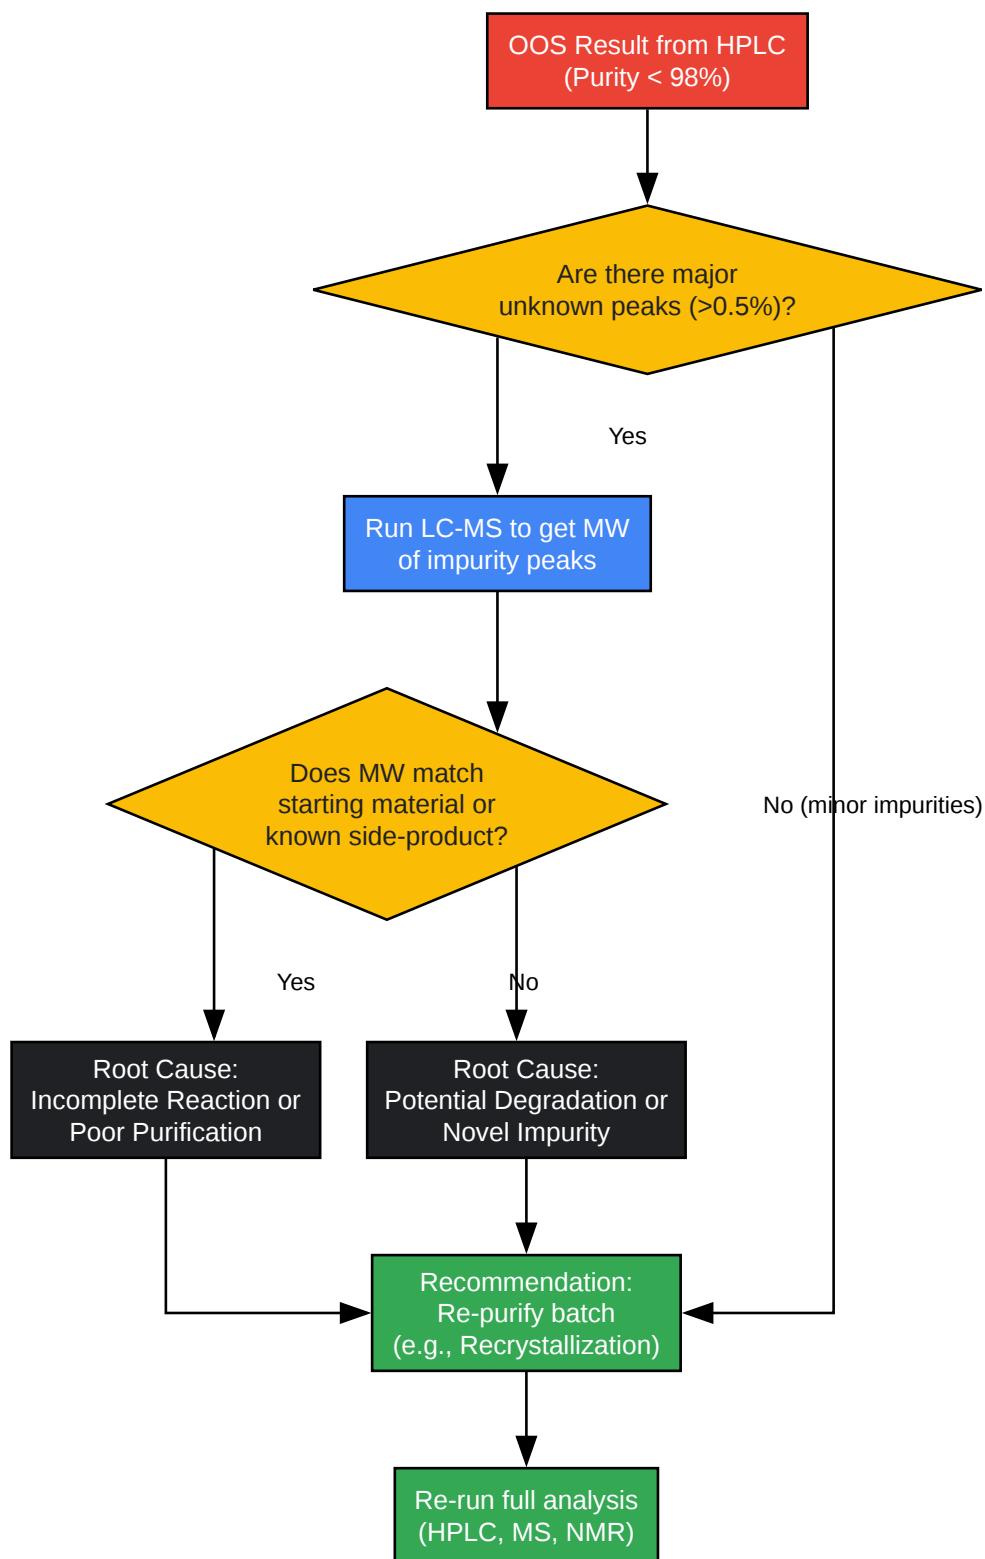 OOS Result from HPLC
(Purity < 98%)
Are there major
unknown peaks (>0.5%)?
Yes
Run LC-MS to get MW
of impurity peaks
Does MW match
starting material or
known side-product?
No (minor impurities)
Yes
No
Root Cause:
Incomplete Reaction or
Poor Purification
Root Cause:
Potential Degradation or
Novel Impurity
Recommendation:
Re-purify batch
(e.g., Recrystallization)
Re-run full analysis
(HPLC, MS, NMR)